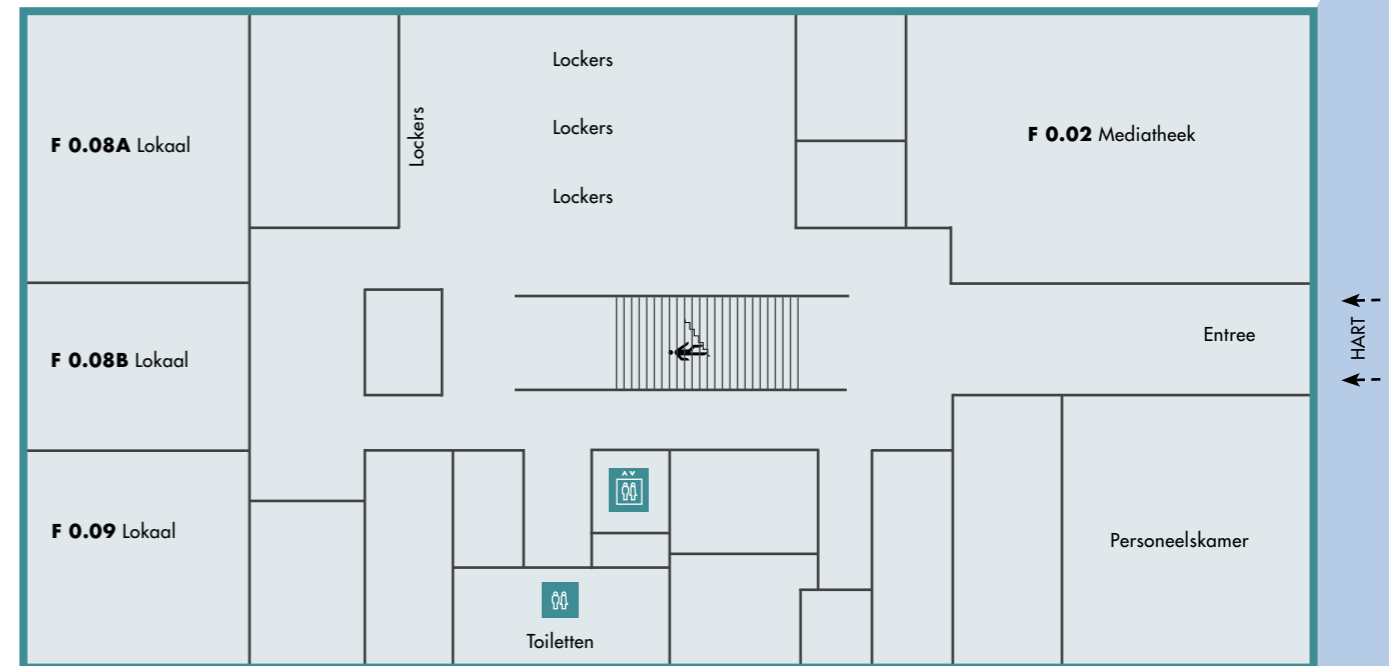 Lockers
Lockers
F 0.08A Lokaal
Lockers
F 0.02 Mediatheek
Lockers
F 0.08B Lokaal
Entree
HART
F 0.09 Lokaal
Personeelskamer
Toiletten